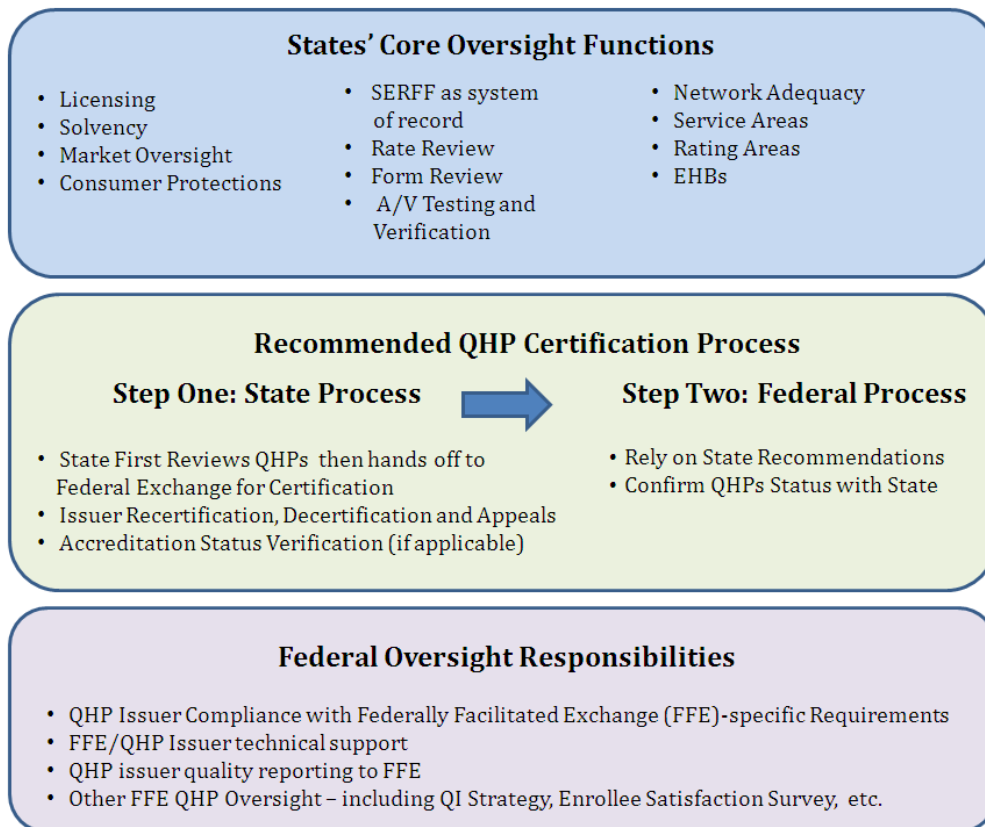 States’ Core Oversight Functions
• Licensing
• Solvency
• Market Oversight
• Consumer Protections
• SERFF as system
of record
• Rate Review
• Form Review
• A/V Testing and
Verification
• Network Adequacy
• Service Areas
• Rating Areas
• EHBs
Recommended QHP Certification Process
Step One: State Process
• State First Reviews QHPs then hands off to
Federal Exchange for Certification
• Issuer Recertification, Decertification and Appeals
• Accreditation Status Verification (if applicable)
Step Two: Federal Process
• Rely on State Recommendations
• Confirm QHPs Status with State
Federal Oversight Responsibilities
• QHP Issuer Compliance with Federally Facilitated Exchange (FFE)-specific Requirements
• FFE/QHP Issuer technical support
• QHP issuer quality reporting to FFE
• Other FFE QHP Oversight – including QI Strategy, Enrollee Satisfaction Survey, etc.